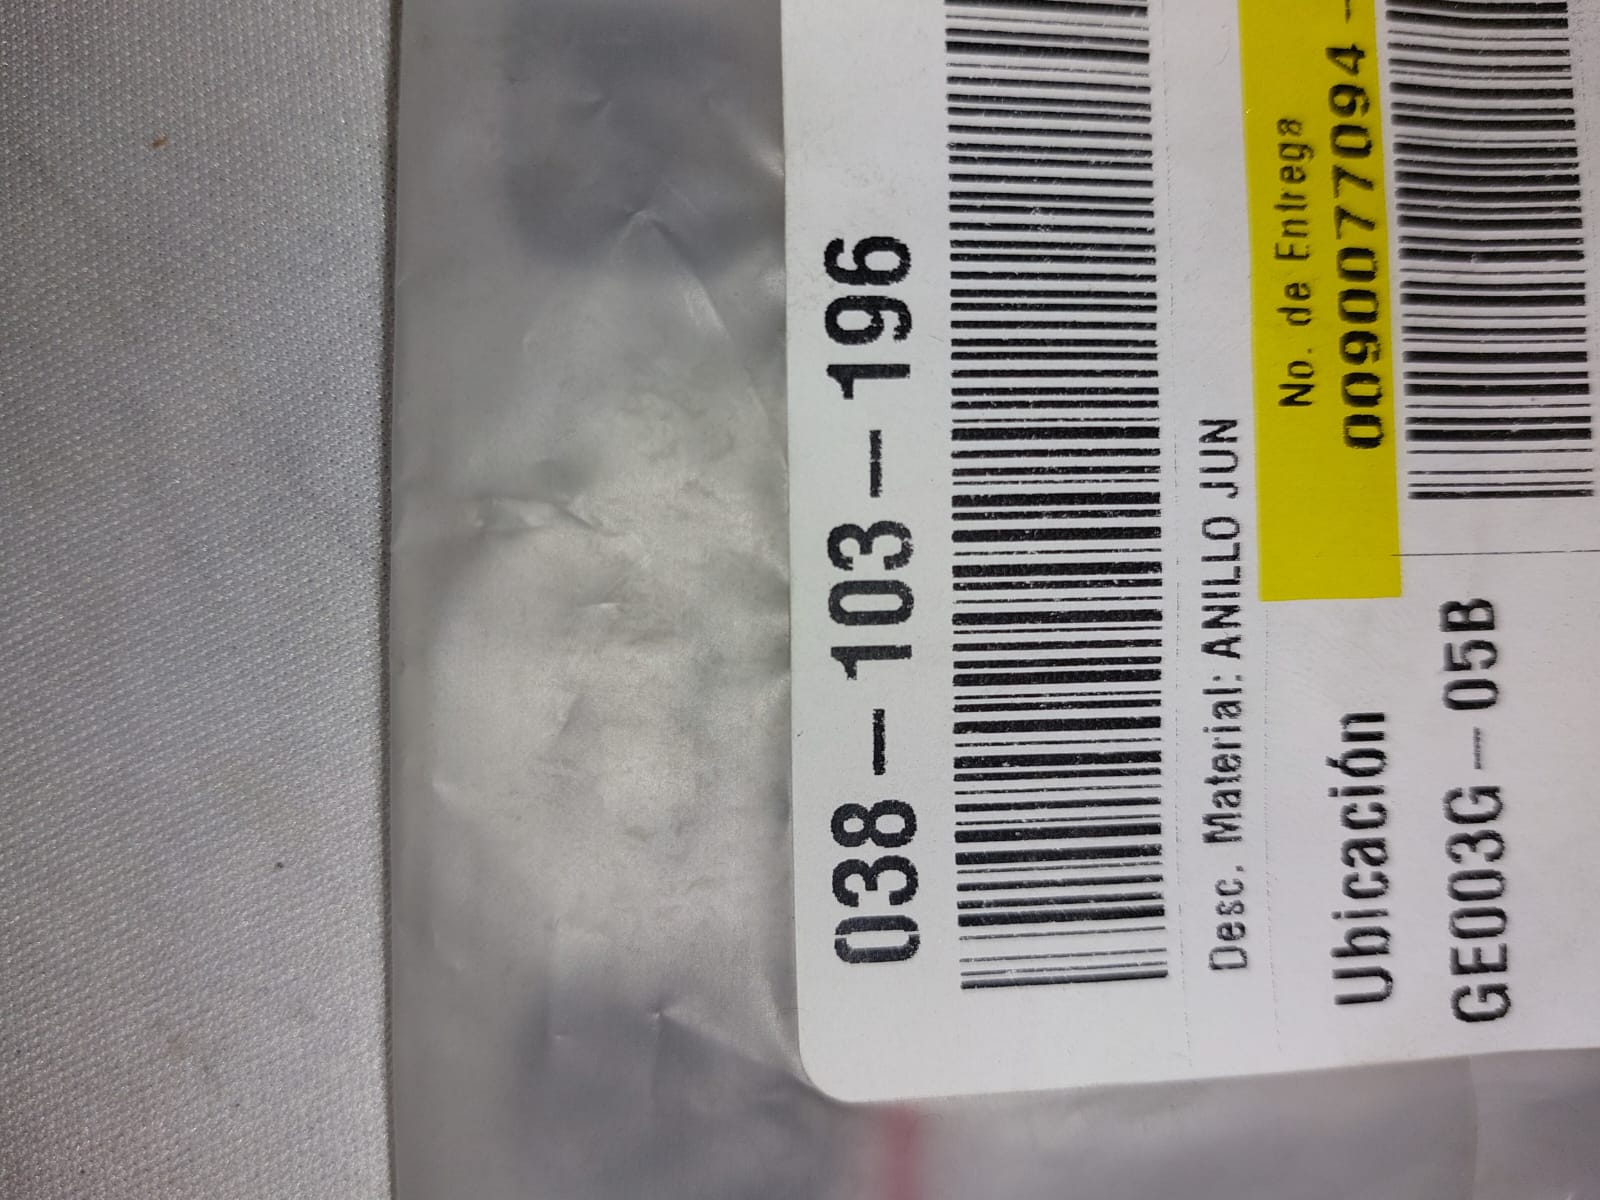 038-103-196
Desc. Material: ANILLO JUN
No. de Entrega
0090077094-
Ubicación
GE003G-05B